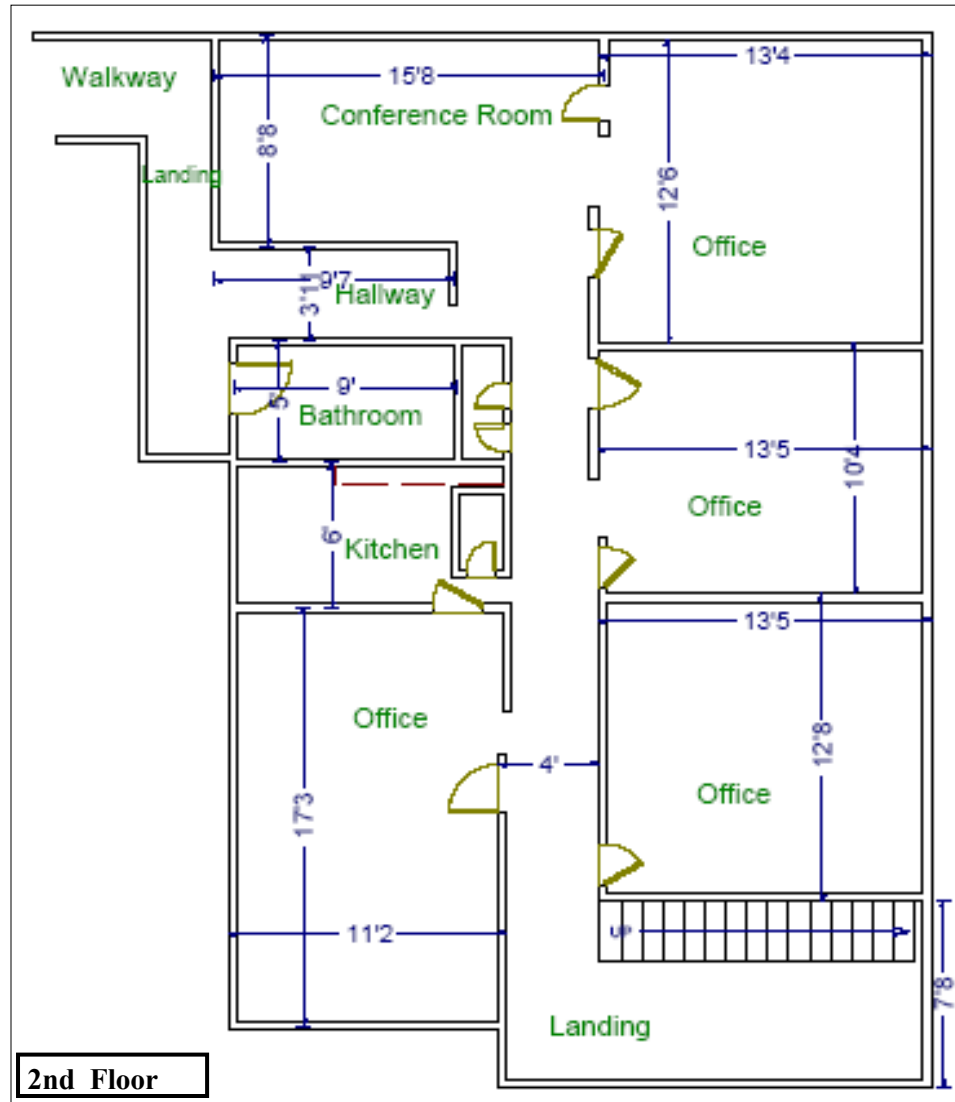 Walkway
15'8
13'4
Conference Room
8'8
Landing
12'6
Office
9'7
3'11
Hallway
9'
5'
Bathroom
13'5
10'4
Office
6'
Kitchen
13'5
Office
12'8
4'
17'3
Office
11'2
UP
7'8
Landing
2nd Floor